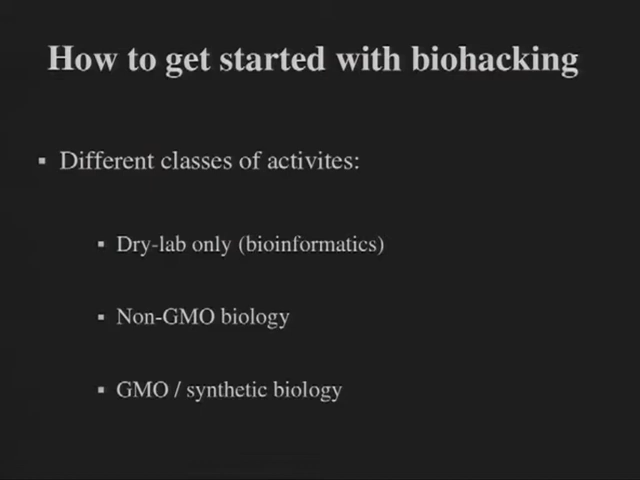 How to get started with biohacking
▪ Different classes of activites:
▪ Dry-lab only (bioinformatics)
▪ Non-GMO biology
▪ GMO / synthetic biology